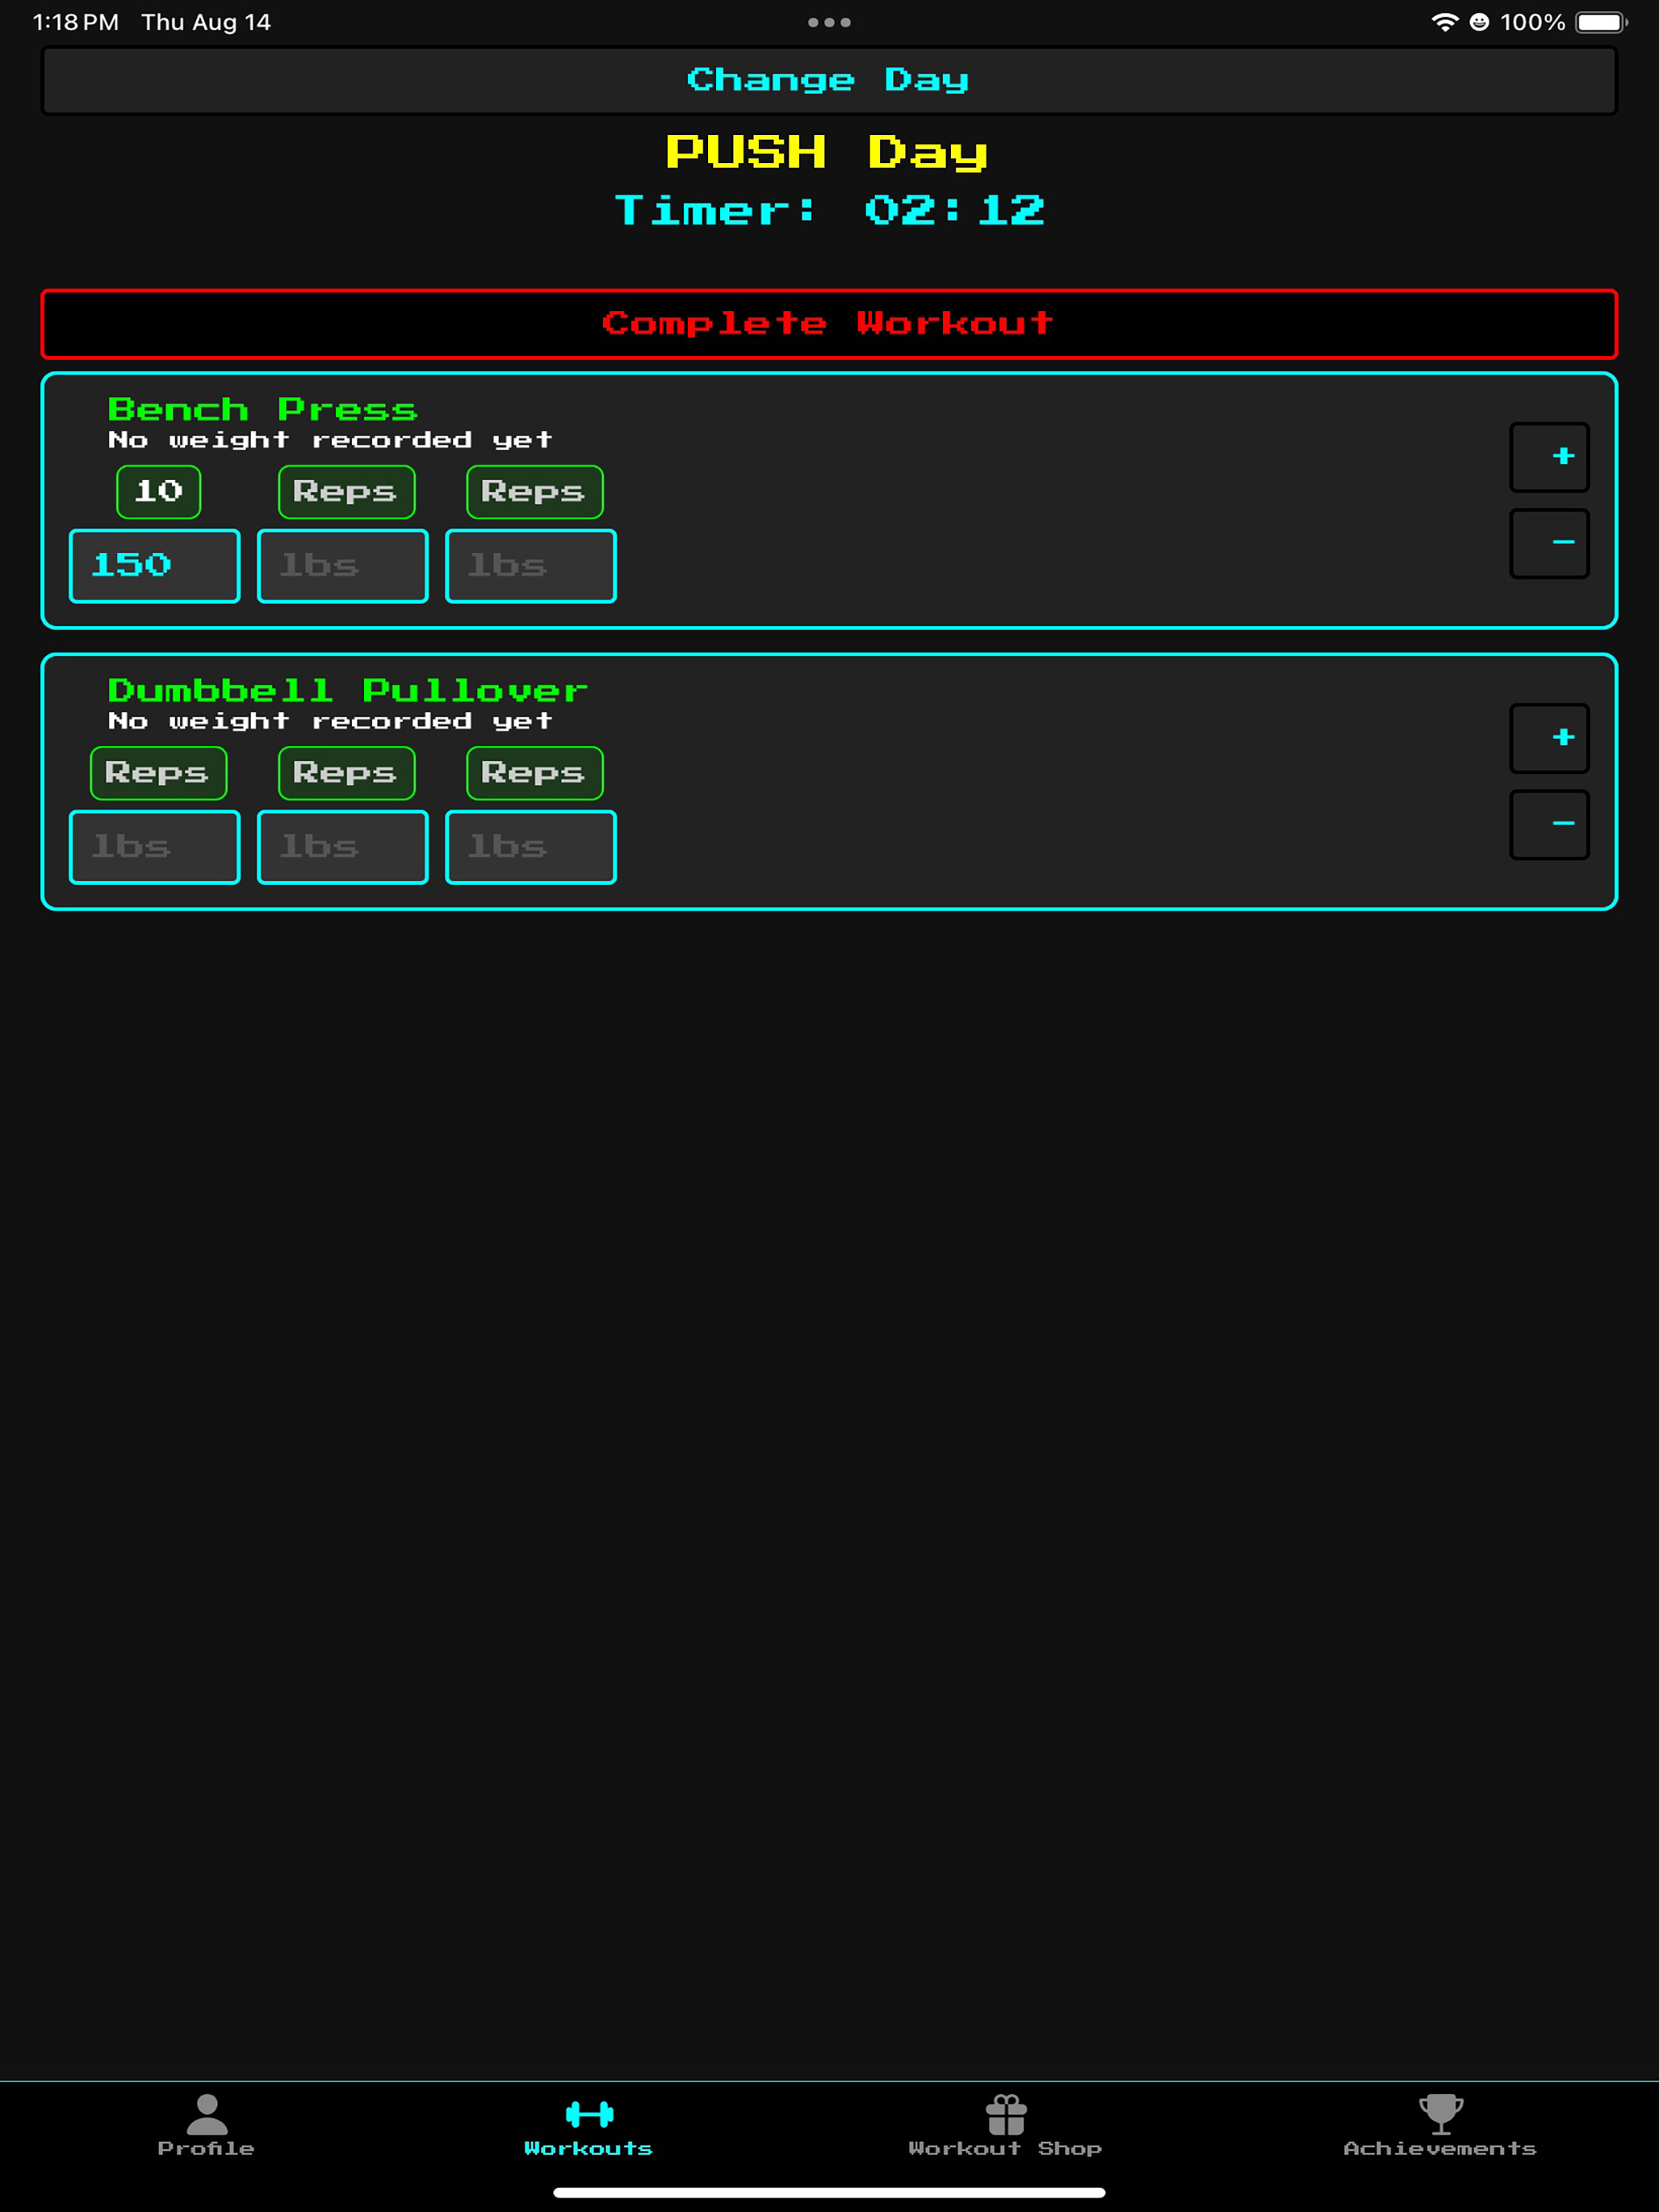 1:18 PM Thu Aug 14 100%
Change Day
PUSH Day
Timer: 02:12
Complete Workout
Bench Press
No weight recorded yet
+
10 Reps Reps
−
150 lbs lbs
Dumbbell Pullover
No weight recorded yet
+
Reps Reps Reps
−
lbs lbs lbs
Profile Workouts Workout Shop Achievements